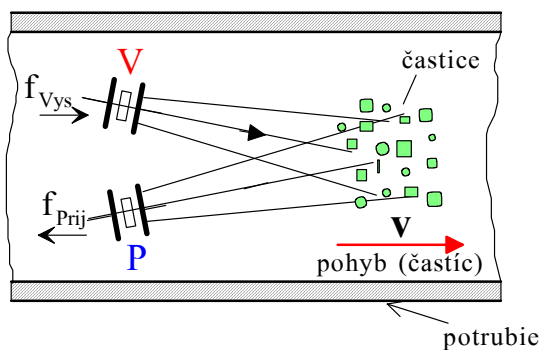 V
častice
fVys
fPrij
P
v
pohyb (častíc)
potrubie